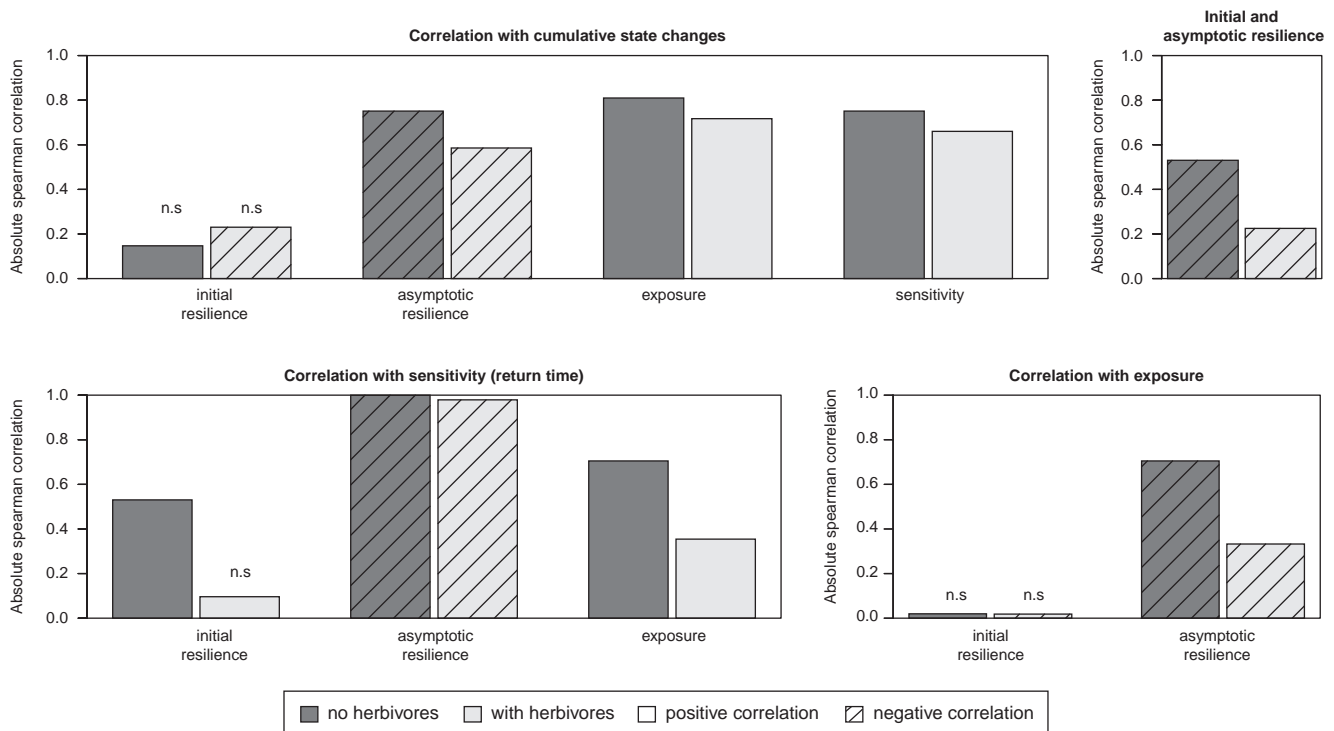 Correlation with cumulative state changes
Absolute spearman correlation
1.0
0.8
0.6
0.4
0.2
0.0
n.s
n.s
initial
resilience
asymptotic
resilience
exposure
sensitivity
Initial and
asymptotic resilience
Absolute spearman correlation
1.0
0.8
0.6
0.4
0.2
0.0
Correlation with sensitivity (return time)
Absolute spearman correlation
1.0
0.8
0.6
0.4
0.2
0.0
n.s
initial
resilience
asymptotic
resilience
exposure
Correlation with exposure
Absolute spearman correlation
1.0
0.8
0.6
0.4
0.2
0.0
n.s
n.s
initial
resilience
asymptotic
resilience
no herbivores
with herbivores
positive correlation
negative correlation